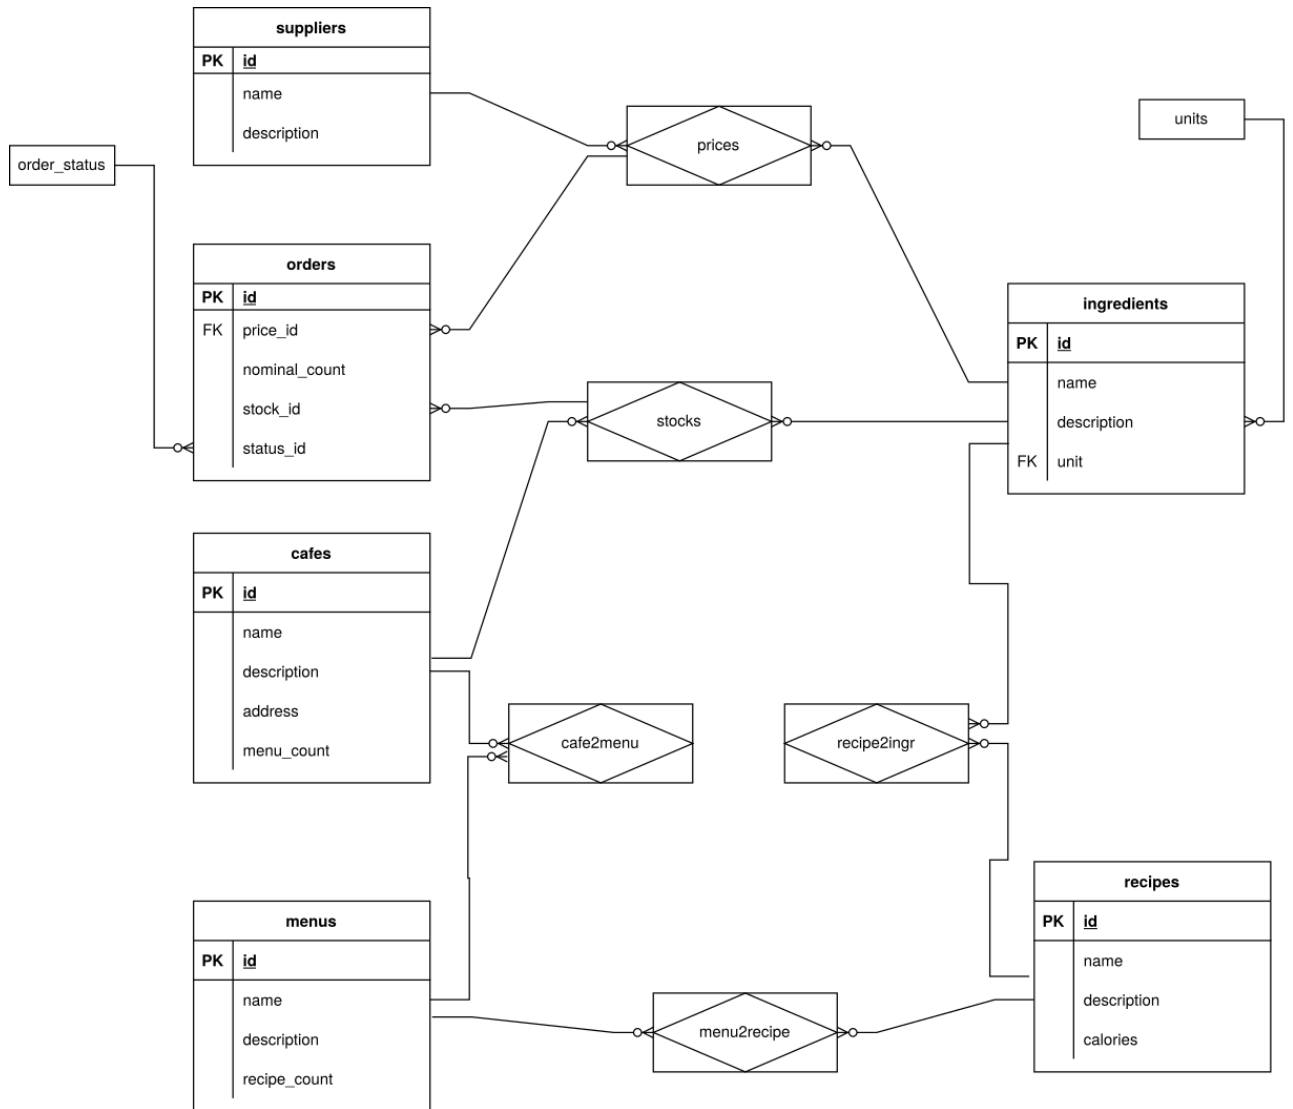 suppliers
PK id
name
description
prices
units
order_status
orders
PK id
FK price_id
nominal_count
stock_id
status_id
stocks
ingredients
PK id
name
description
FK unit
cafes
PK id
name
description
address
menu_count
cafe2menu
recipe2ingr
menus
PK id
name
description
recipe_count
menu2recipe
recipes
PK id
name
description
calories